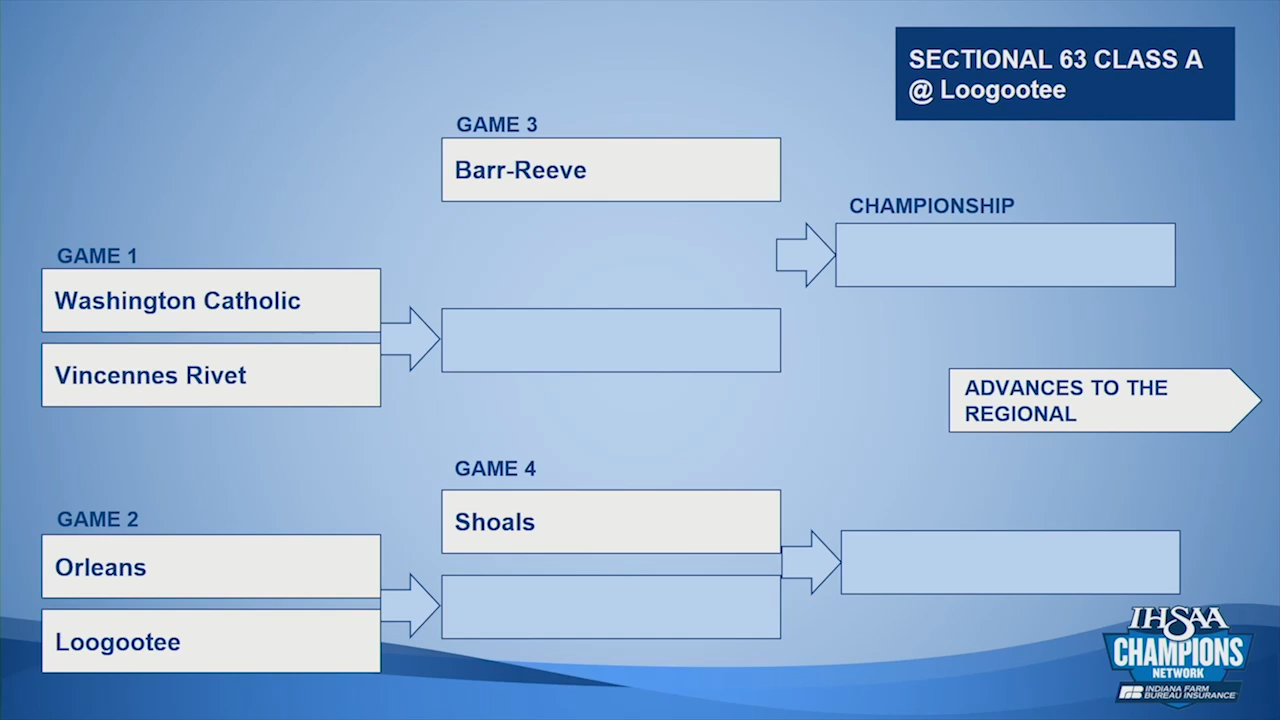 SECTIONAL 63 CLASS A
@ Loogootee
GAME 3
Barr-Reeve
CHAMPIONSHIP
GAME 1
Washington Catholic
Vincennes Rivet
ADVANCES TO THE
REGIONAL
GAME 4
Shoals
GAME 2
Orleans
Loogootee
IHSAA
CHAMPIONS
NETWORK
INDIANA FARM
BUREAU INSURANCE